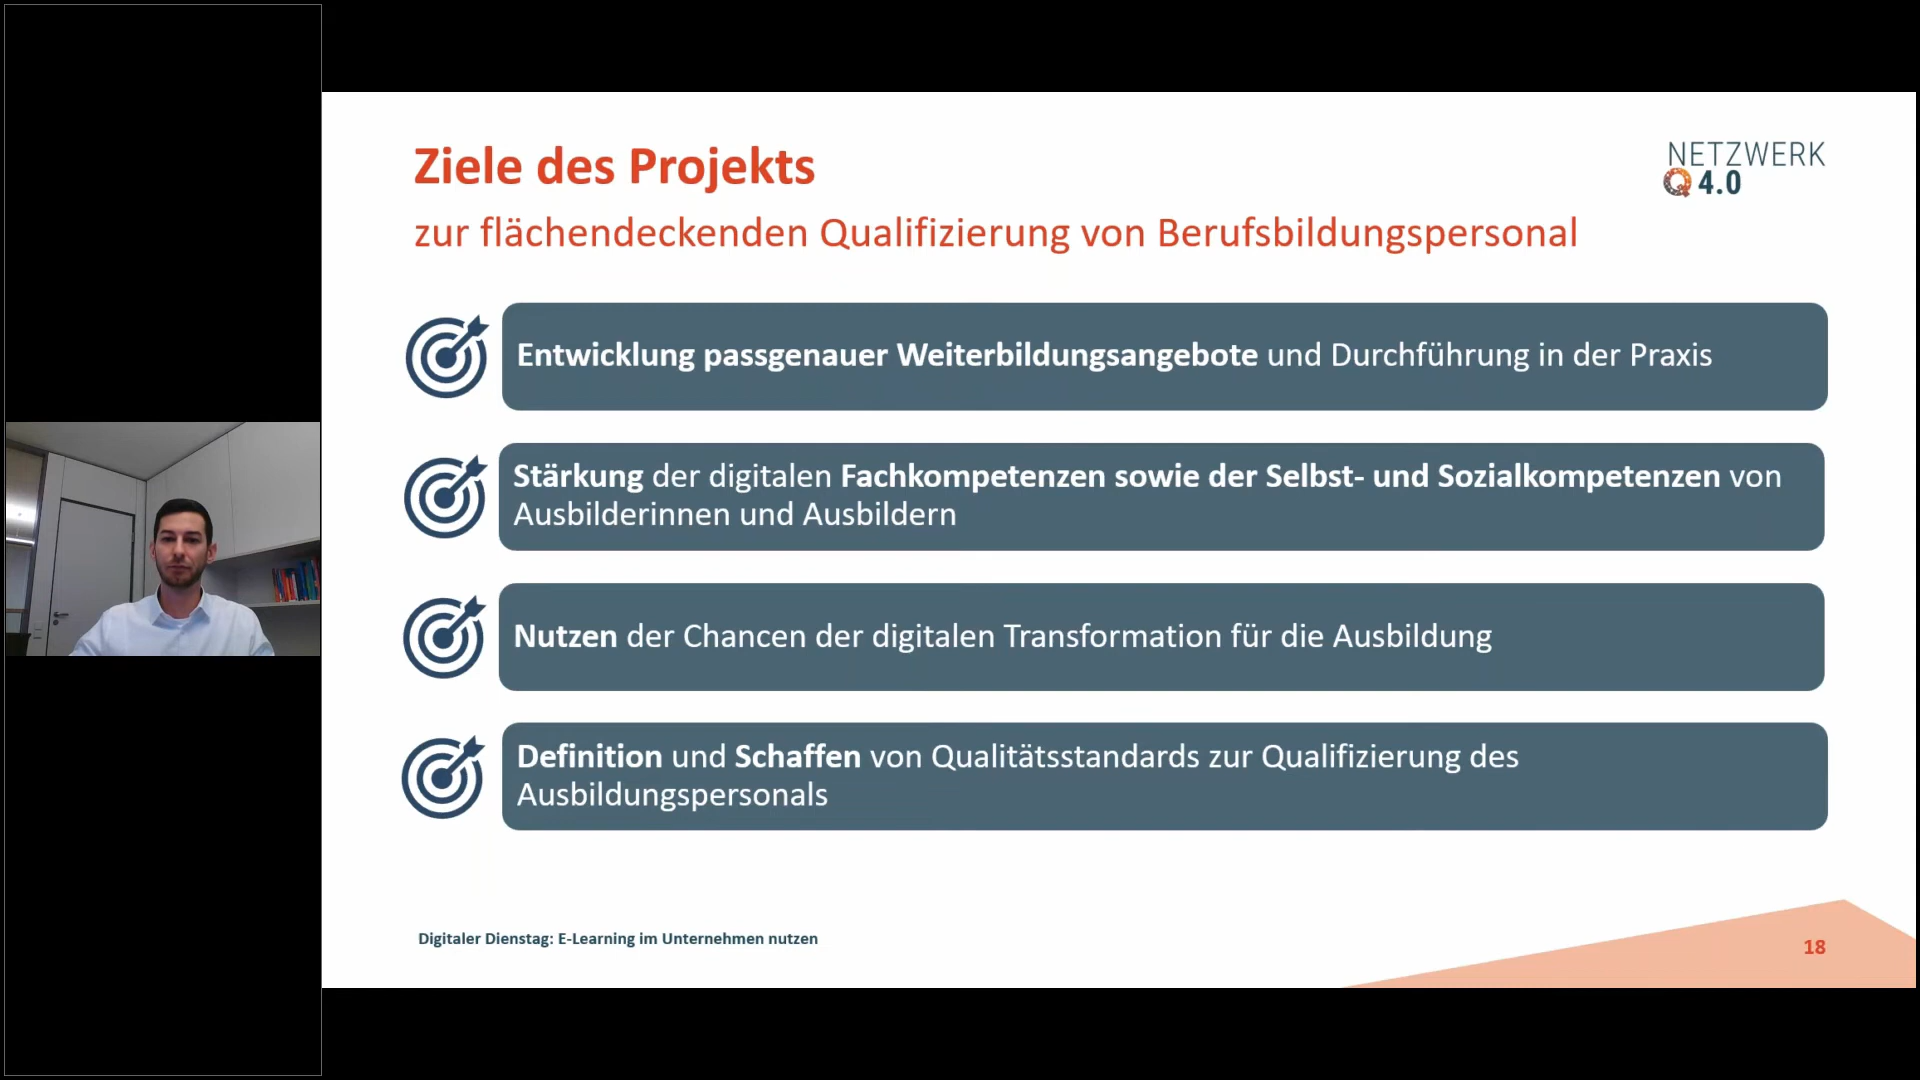 Ziele des Projekts
zur flächendeckenden Qualifizierung von Berufsbildungspersonal
NETZWERK
Q 4.0
Entwicklung passgenauer Weiterbildungsangebote und Durchführung in der Praxis
Stärkung der digitalen Fachkompetenzen sowie der Selbst- und Sozialkompetenzen von
Ausbilderinnen und Ausbildern
Nutzen der Chancen der digitalen Transformation für die Ausbildung
Definition und Schaffen von Qualitätsstandards zur Qualifizierung des
Ausbildungspersonals
Digitaler Dienstag: E-Learning im Unternehmen nutzen
18